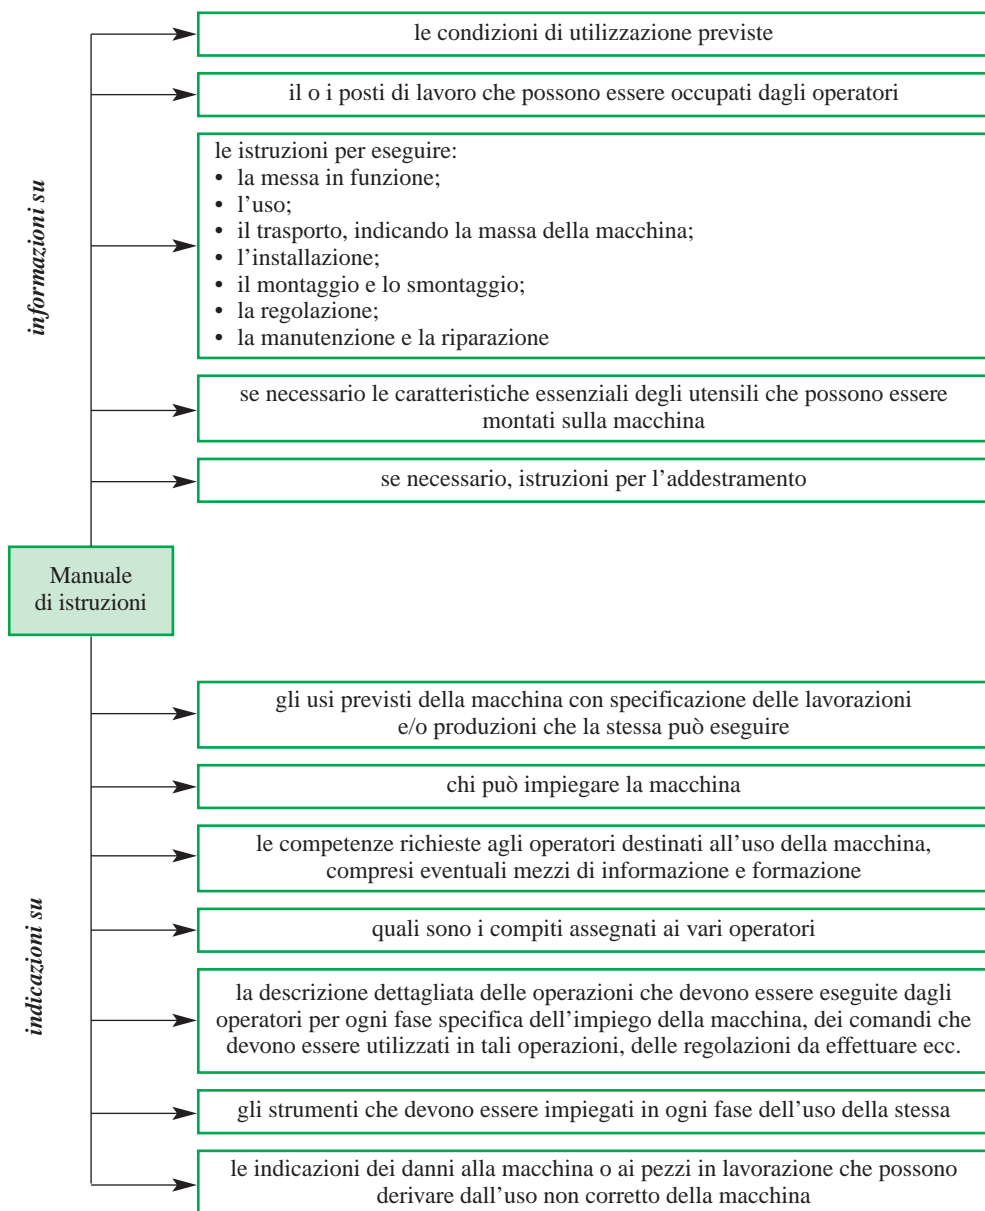 le condizioni di utilizzazione previste
il o i posti di lavoro che possono essere occupati dagli operatori
informazioni su
le istruzioni per eseguire:
• la messa in funzione;
• l’uso;
• il trasporto, indicando la massa della macchina;
• l’installazione;
• il montaggio e lo smontaggio;
• la regolazione;
• la manutenzione e la riparazione
se necessario le caratteristiche essenziali degli utensili che possono essere
montati sulla macchina
se necessario, istruzioni per l’addestramento
Manuale
di istruzioni
gli usi previsti della macchina con specificazione delle lavorazioni
e/o produzioni che la stessa può eseguire
chi può impiegare la macchina
le competenze richieste agli operatori destinati all’uso della macchina,
compresi eventuali mezzi di informazione e formazione
indicazioni su
quali sono i compiti assegnati ai vari operatori
la descrizione dettagliata delle operazioni che devono essere eseguite dagli
operatori per ogni fase specifica dell’impiego della macchina, dei comandi che
devono essere utilizzati in tali operazioni, delle regolazioni da effettuare ecc.
gli strumenti che devono essere impiegati in ogni fase dell’uso della stessa
le indicazioni dei danni alla macchina o ai pezzi in lavorazione che possono
derivare dall’uso non corretto della macchina